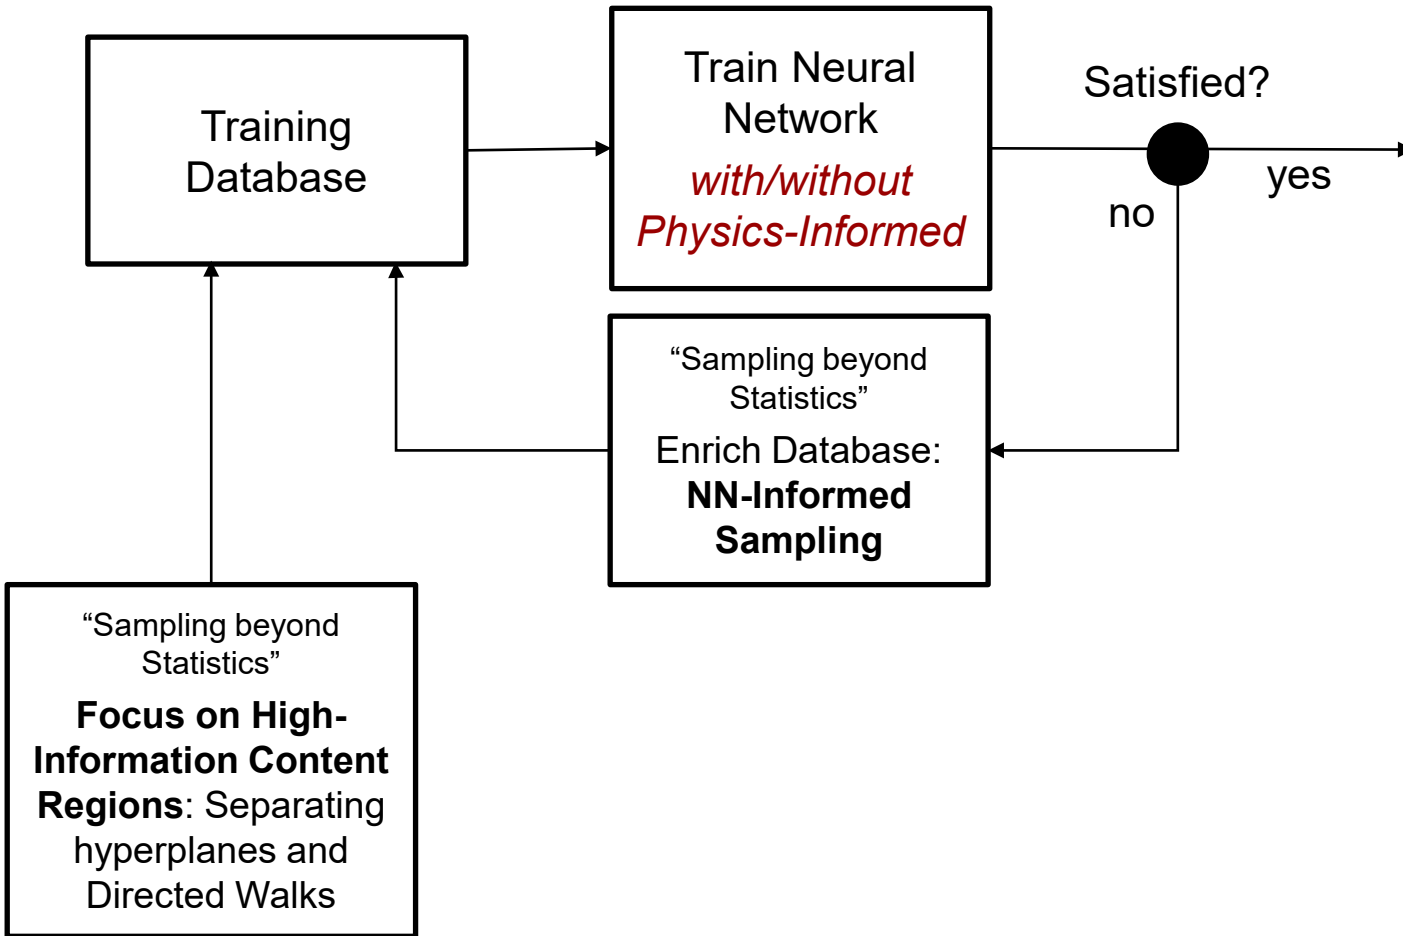 Training
Database
Train Neural
Network
with/without
Physics-Informed
Satisfied?
yes
no
“Sampling beyond
Statistics”
Enrich Database:
NN-Informed
Sampling
“Sampling beyond
Statistics”
Focus on High-
Information Content
Regions: Separating
hyperplanes and
Directed Walks